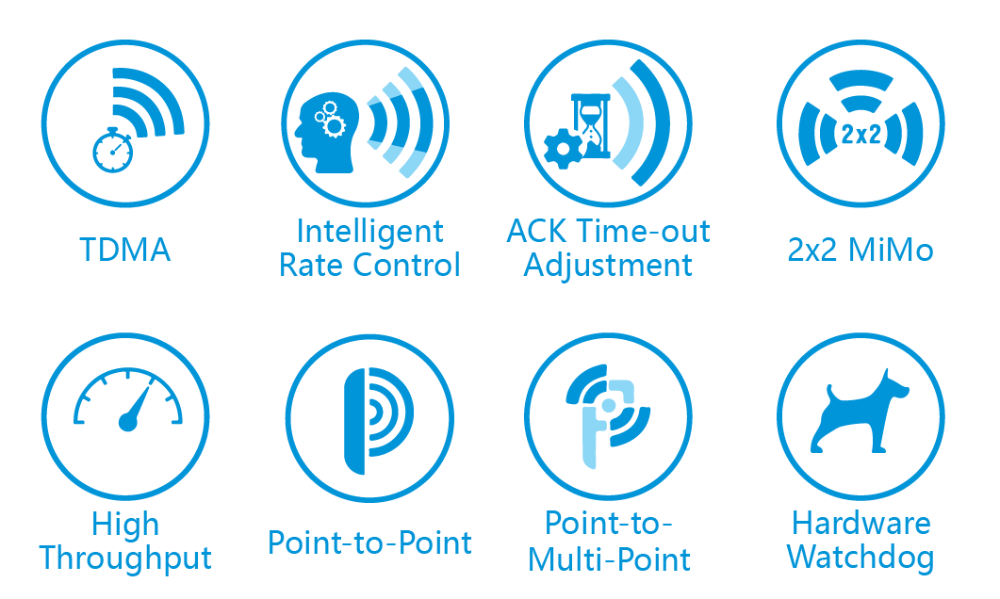 2x2
TDMA
Intelligent
Rate Control
ACK Time-out
Adjustment
2x2 MiMo
High
Throughput
Point-to-Point
Point-to-
Multi-Point
Hardware
Watchdog